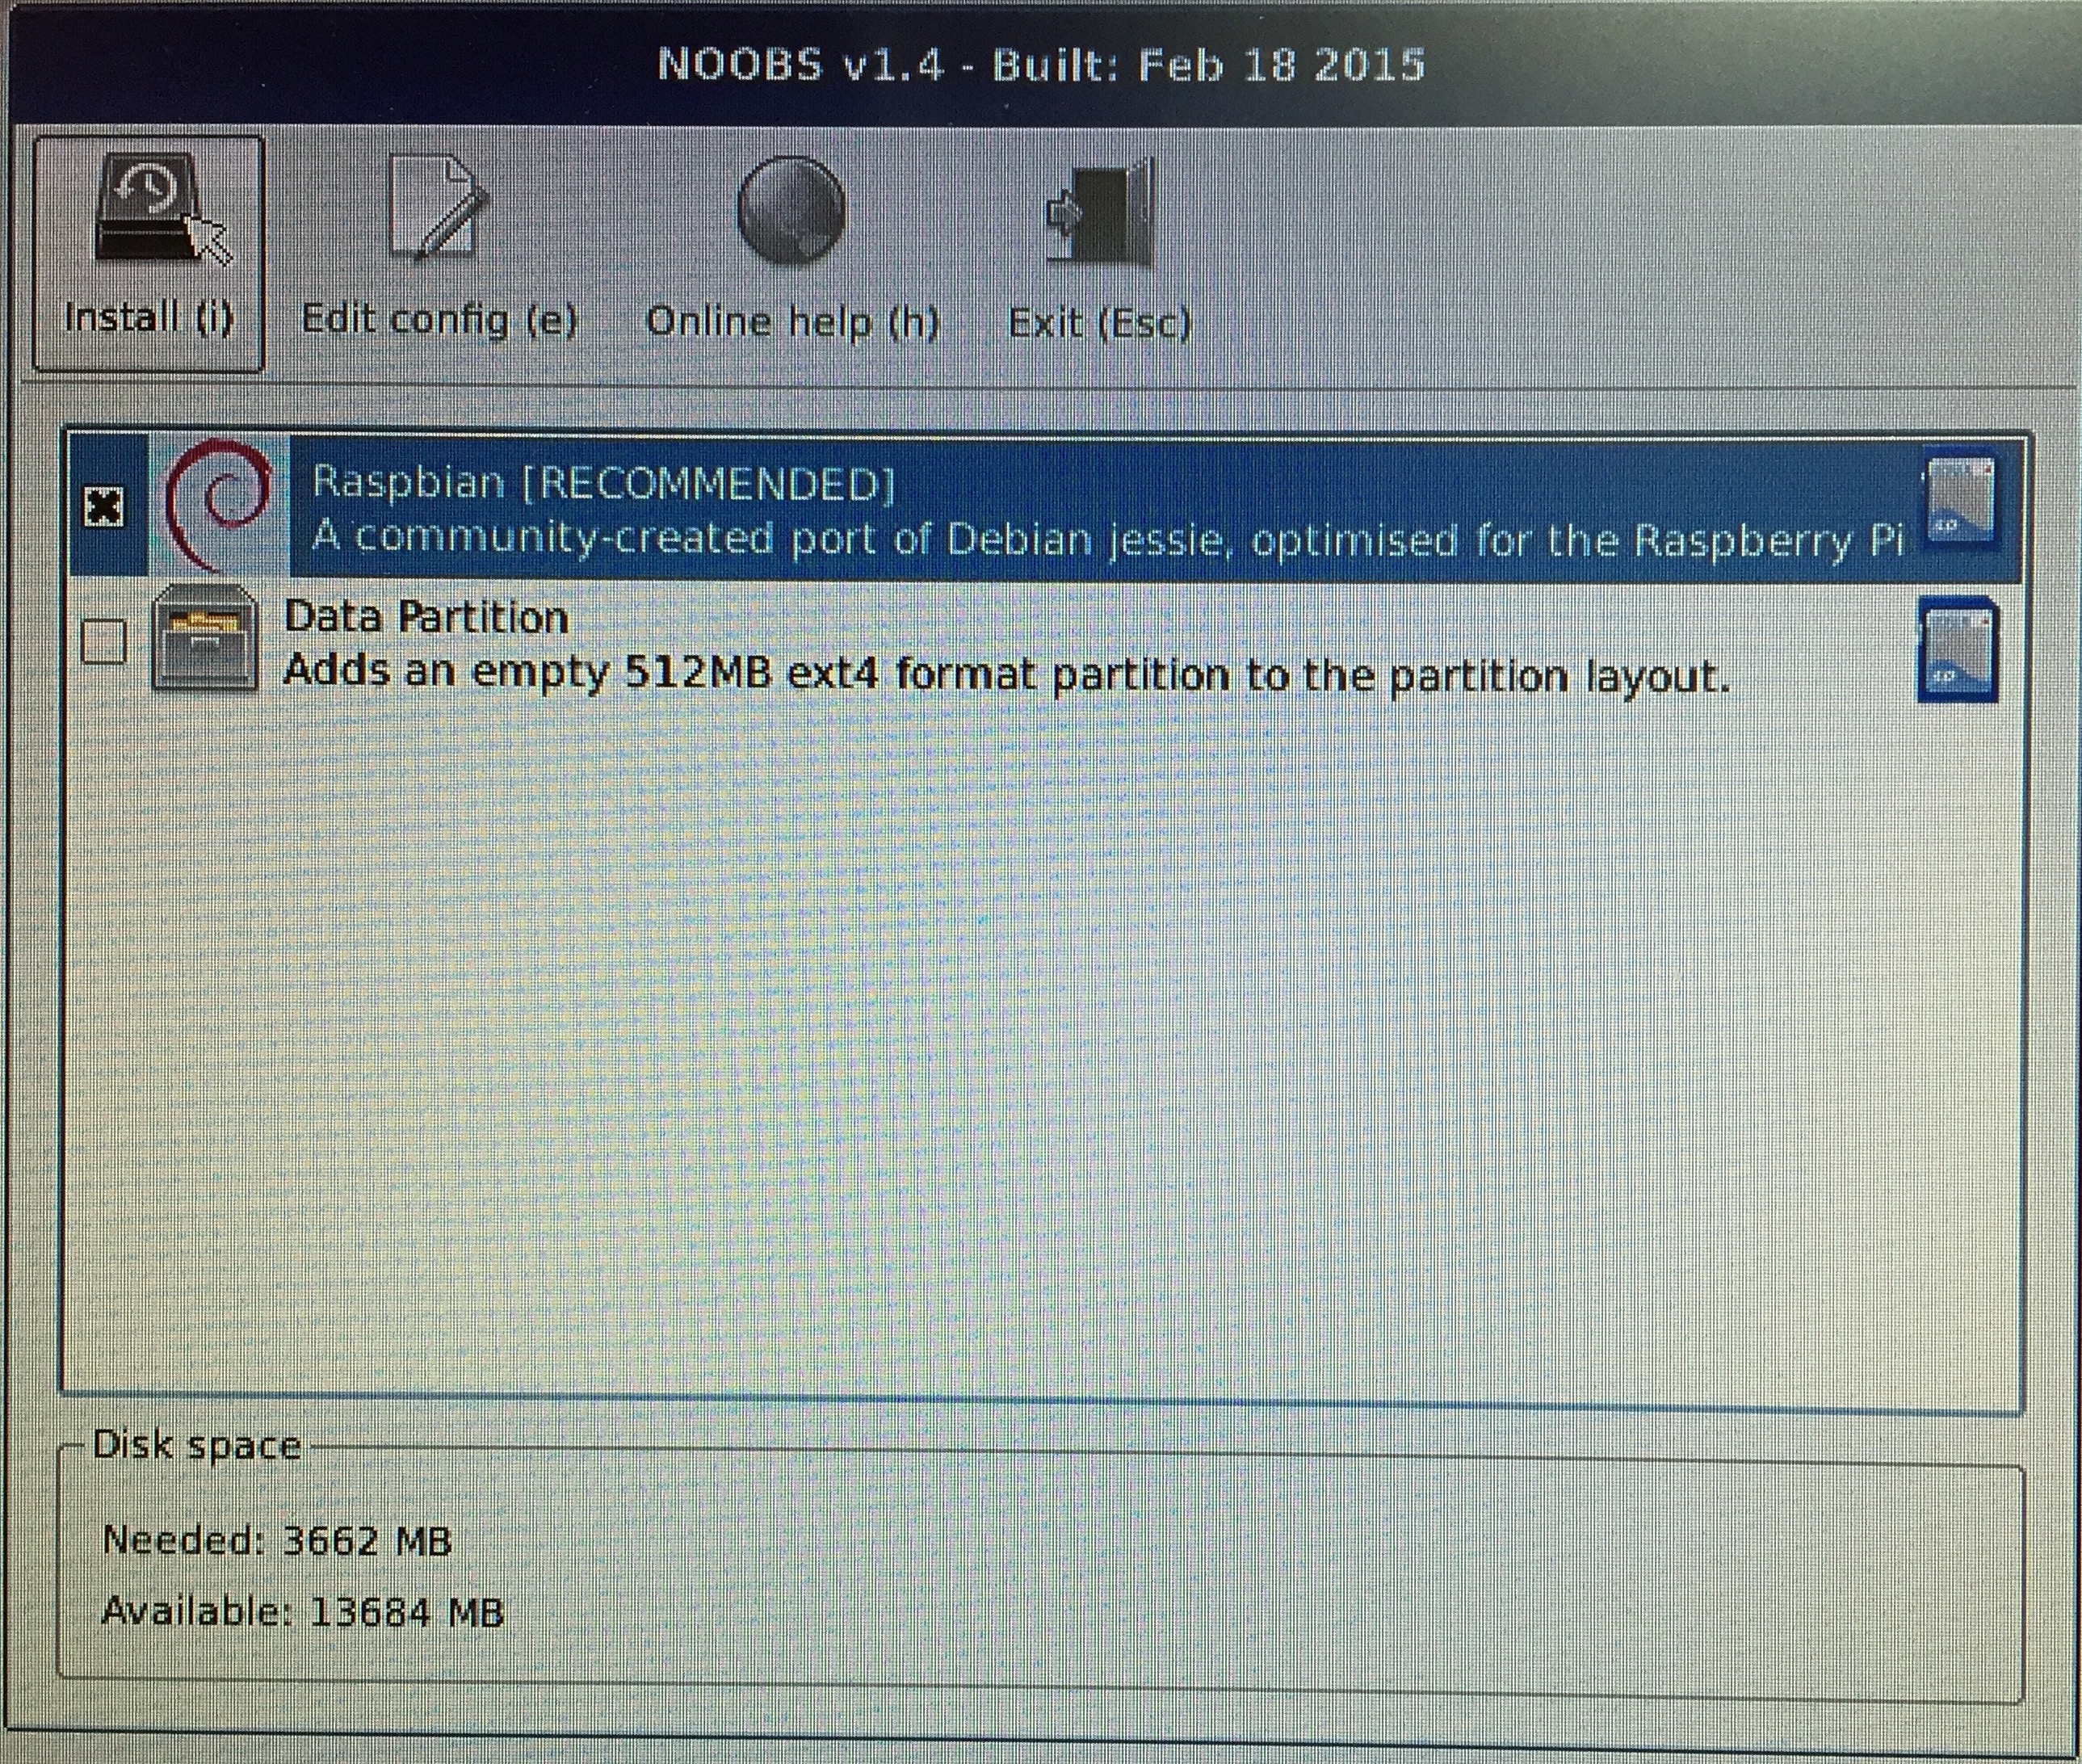 NOOBS v1.4 - Built: Feb 18 2015
Install (i)
Edit config (e)
Online help (h)
Exit (Esc)
Raspbian [RECOMMENDED]
A community-created port of Debian jessie, optimised for the Raspberry Pi
Data Partition
Adds an empty 512MB ext4 format partition to the partition layout.
Disk space
Needed: 3662 MB
Available: 13684 MB